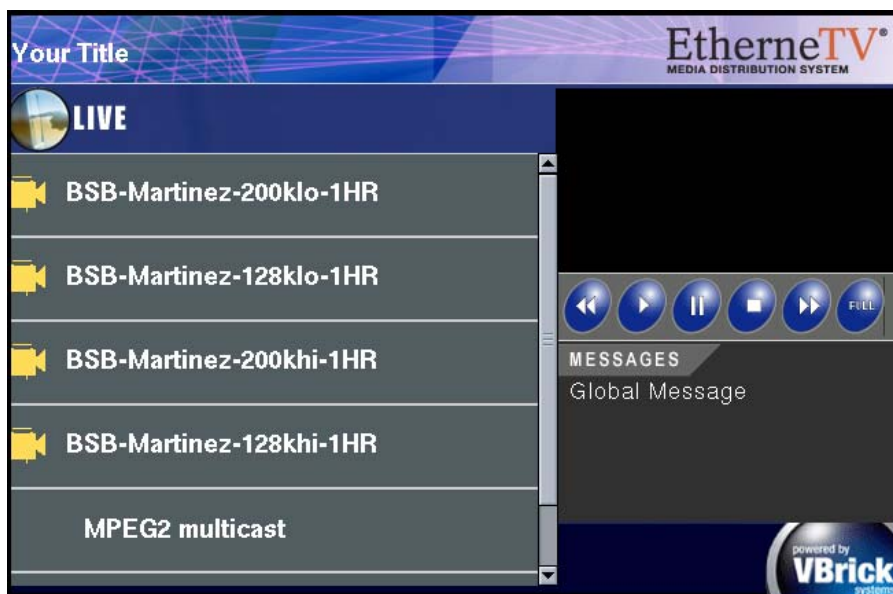 Your Title
EtherneTV®
MEDIA DISTRIBUTION SYSTEM
LIVE
BSB-Martinez-200klo-1HR
BSB-Martinez-128klo-1HR
BSB-Martinez-200khi-1HR
BSB-Martinez-128khi-1HR
MPEG2 multicast
FULL
MESSAGES
Global Message
powered by
VBrick
systems